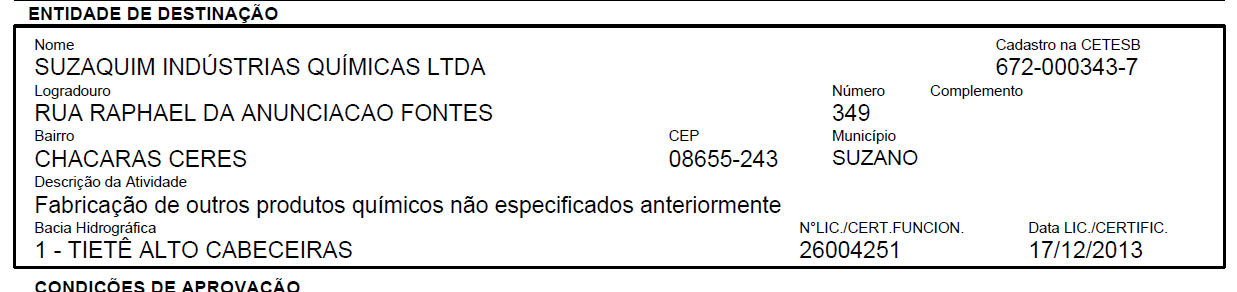 ENTIDADE DE DESTINAÇÃO
Nome Cadastro na CETESB
SUZAQUIM INDÚSTRIAS QUÍMICAS LTDA 672-000343-7
Logradouro Número Complemento
RUA RAPHAEL DA ANUNCIACAO FONTES 349
Bairro CEP Município
CHACARAS CERES 08655-243 SUZANO
Descrição da Atividade
Fabricação de outros produtos químicos não especificados anteriormente
Bacia Hidrográfica N°LIC./CERT.FUNCION. Data LIC./CERTIFIC.
1 - TIETÊ ALTO CABECEIRAS 26004251 17/12/2013
CONDIÇÕES DE APROVAÇÃO